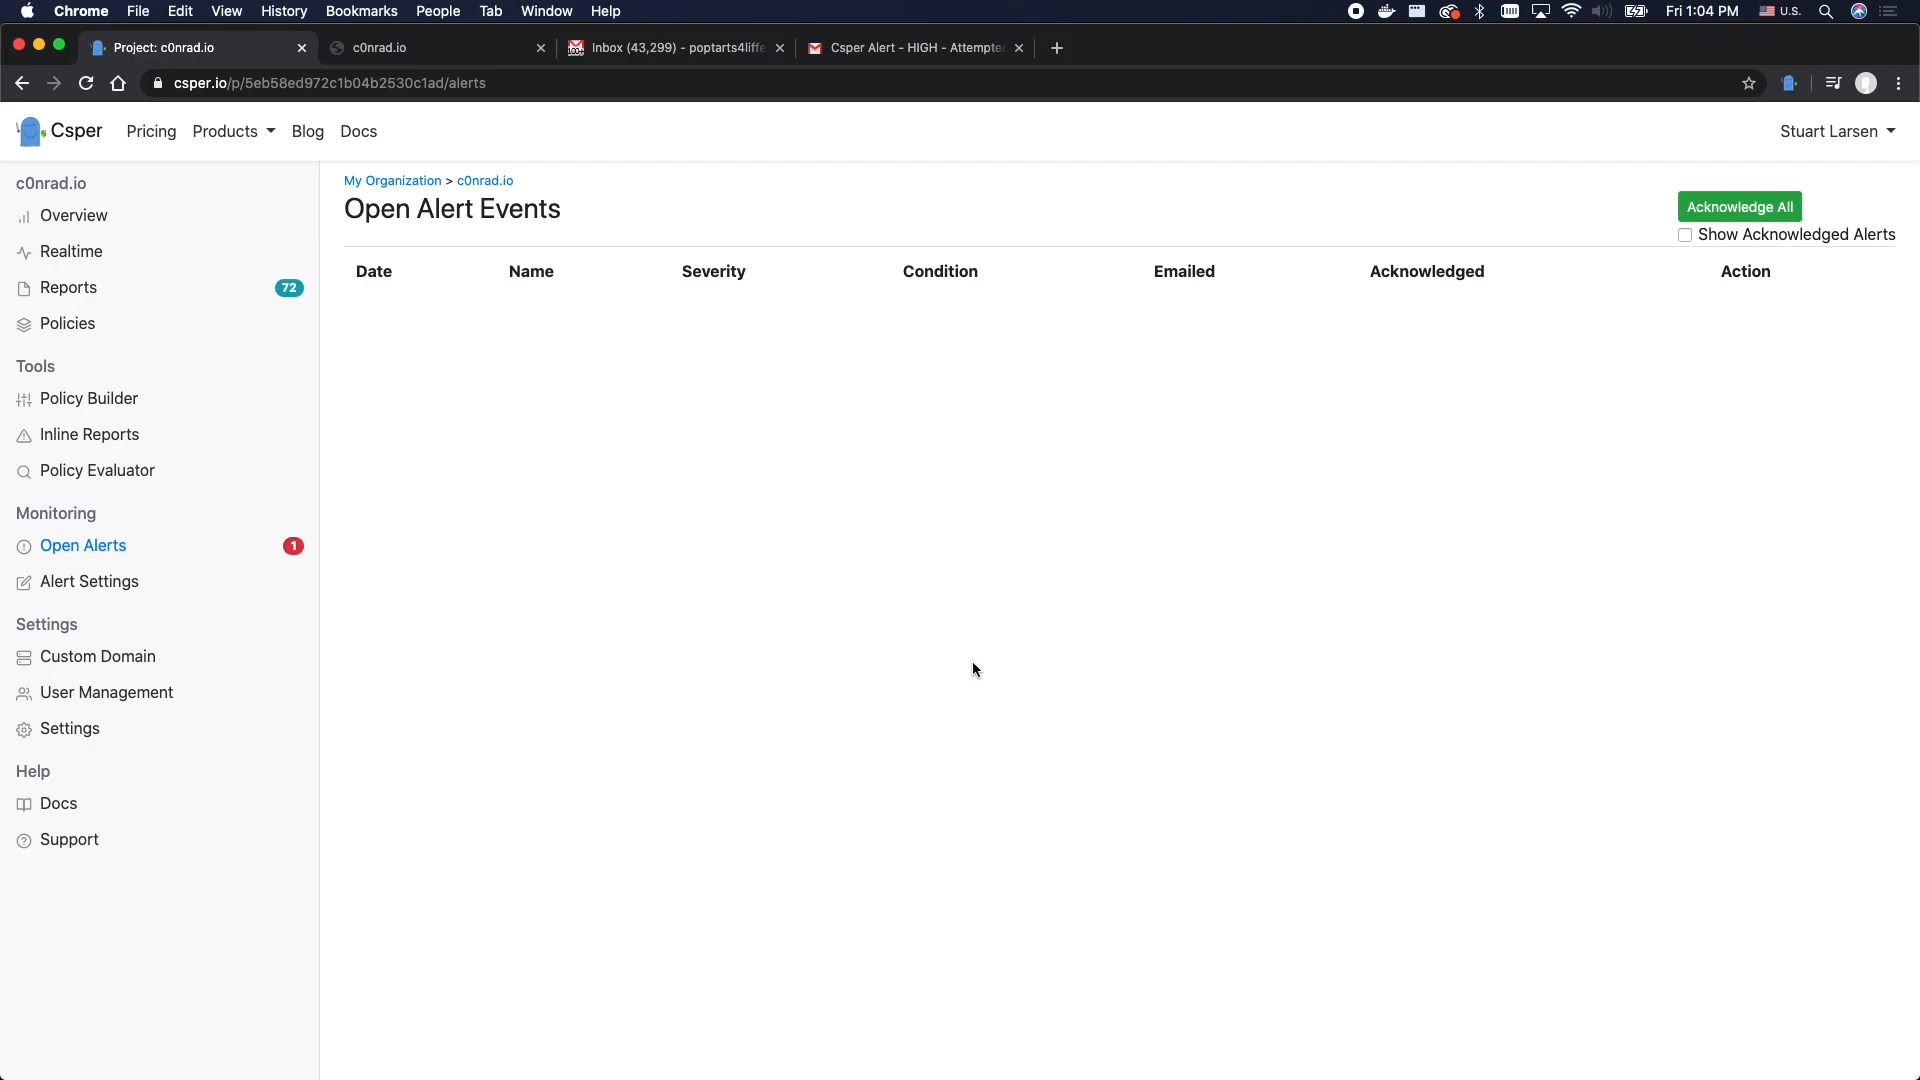 Chrome File Edit View History Bookmarks People Tab Window Help Fri 1:04 PM U.S.
Project: c0nrad.io c0nrad.io Inbox (43,299) - poptarts4liffe Csper Alert - HIGH - Attempted
csper.io/p/5eb58ed972c1b04b2530c1ad/alerts
Csper Pricing Products Blog Docs Stuart Larsen
c0nrad.io
Overview
Realtime
Reports 72
Policies
Tools
Policy Builder
Inline Reports
Policy Evaluator
Monitoring
Open Alerts 1
Alert Settings
Settings
Custom Domain
User Management
Settings
Help
Docs
Support
My Organization > c0nrad.io
Open Alert Events
Acknowledge All
Show Acknowledged Alerts
Date Name Severity Condition Emailed Acknowledged Action